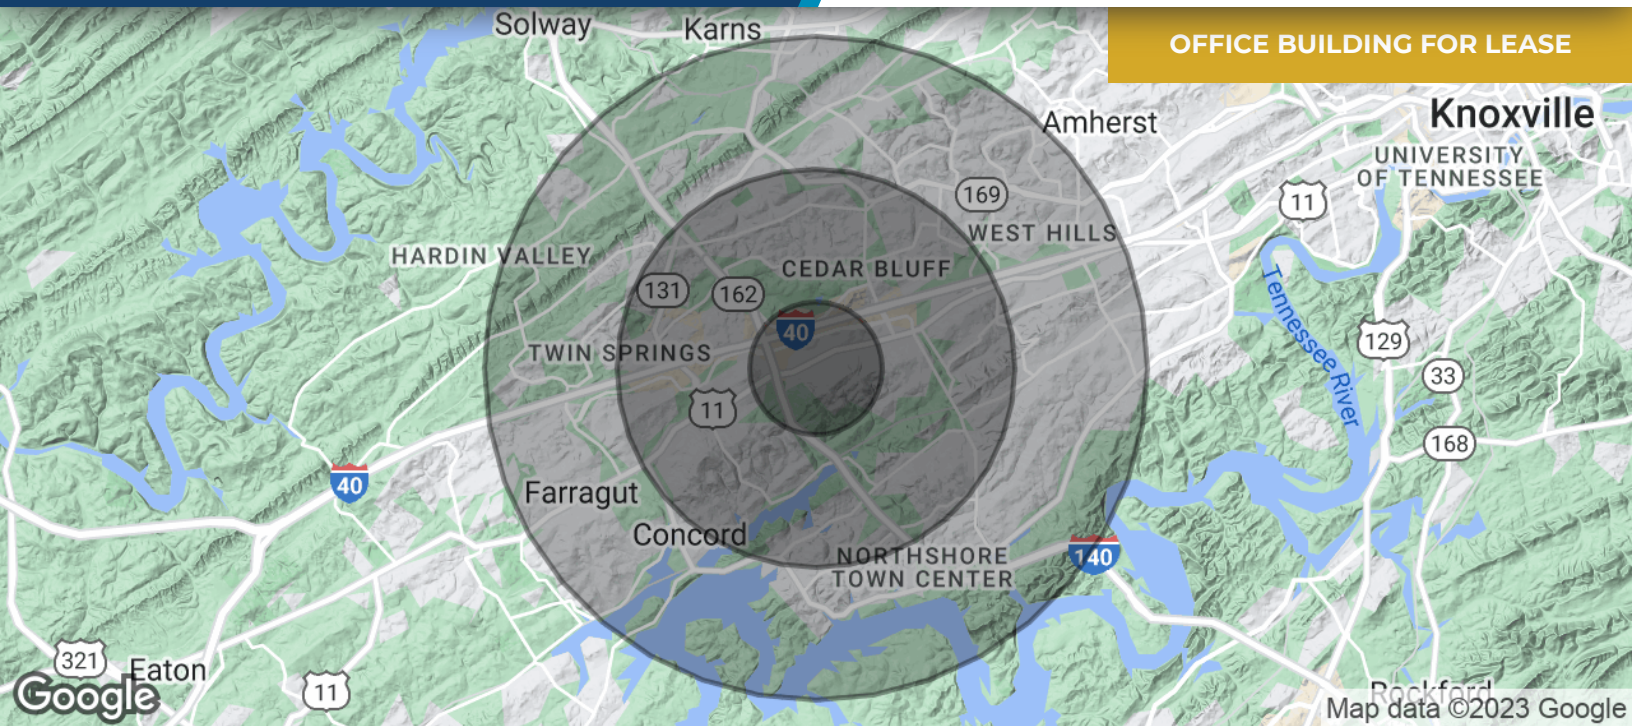 Solway
Karns
OFFICE BUILDING FOR LEASE
Knoxville
Amherst
UNIVERSITY
OF TENNESSEE
169
11
WEST HILLS
HARDIN VALLEY
CEDAR BLUFF
131
162
Tennessee River
40
129
TWIN SPRINGS
33
11
168
40
Farragut
Concord
NORTHSHORE
TOWN CENTER
140
321
Eaton
11
Google
Rockford
Map data ©2023 Google